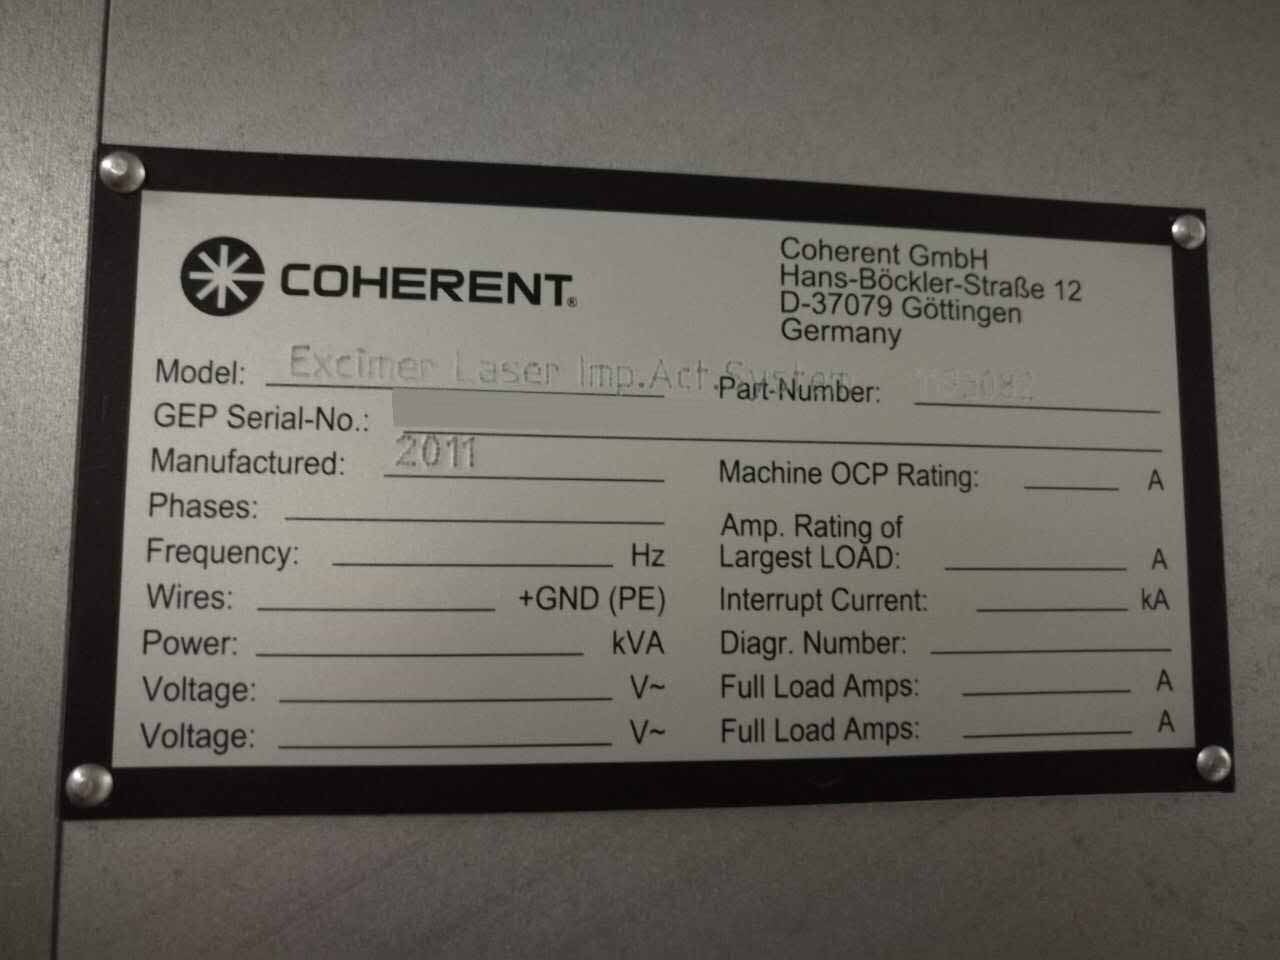 COHERENT®
Coherent GmbH
Hans-Böckler-Straße 12
D-37079 Göttingen
Germany
Model: Excimer Laser Imp.Act.System
Part-Number:
GEP Serial-No.:
Manufactured: 2011
Machine OCP Rating: A
Phases:
Amp. Rating of
Largest LOAD: A
Frequency: Hz
Wires: +GND (PE)
Interrupt Current: kA
Power: kVA
Diagr. Number:
Voltage: V~
Full Load Amps: A
Voltage: V~
Full Load Amps: A